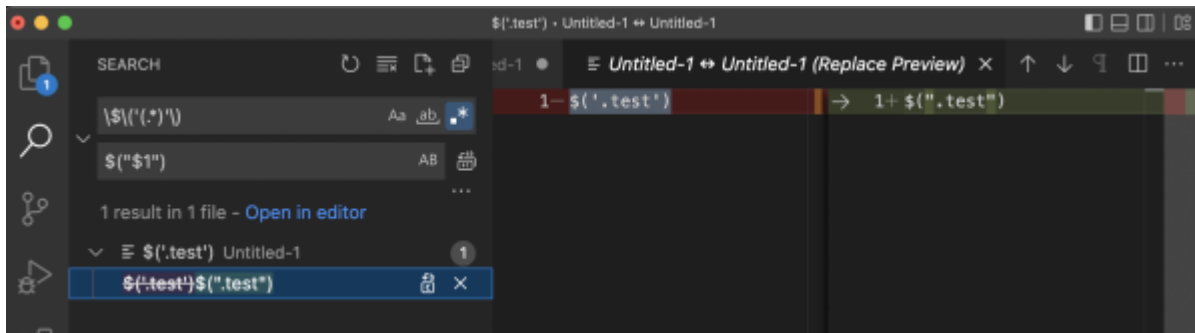 $('.test') • Untitled-1 ↔ Untitled-1
SEARCH
ed-1 ●
Untitled-1 ↔ Untitled-1 (Replace Preview) ×
1
\$\('(.*)'\)
Aa ab .*
$("$1")
AB
...
1 result in 1 file - Open in editor
$('.test') Untitled-1
1
$('.test')$(".test")
1− $('.test')
→ 1+ $(".test")